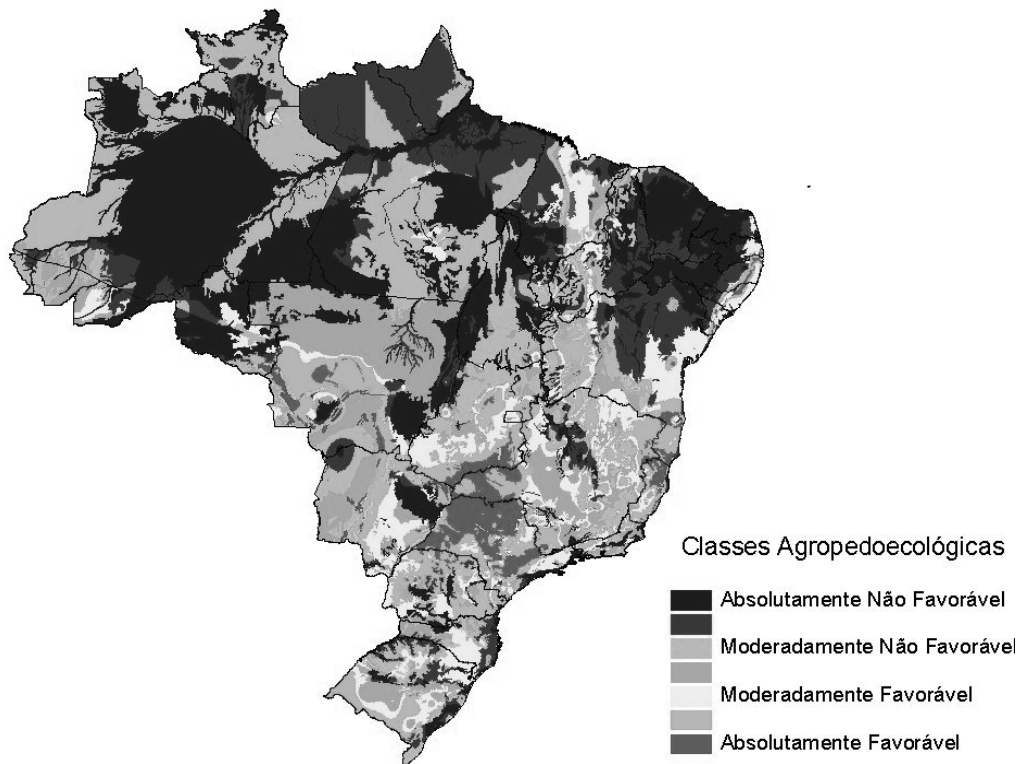 Classes Agropedoecológicas
Absolutamente Não Favorável
Moderadamente Não Favorável
Moderadamente Favorável
Absolutamente Favorável